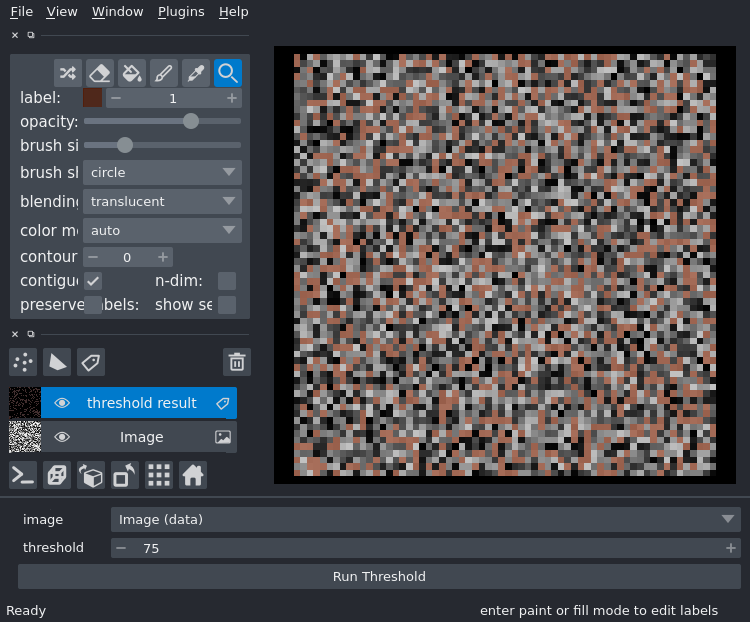 File View Window Plugins Help
label: 1
opacity:
brush si
brush sl circle
blending translucent
color m auto
contour 0
contigu n-dim:
preserve abels: show se
threshold result
Image
image Image (data)
threshold 75
Run Threshold
Ready enter paint or fill mode to edit labels